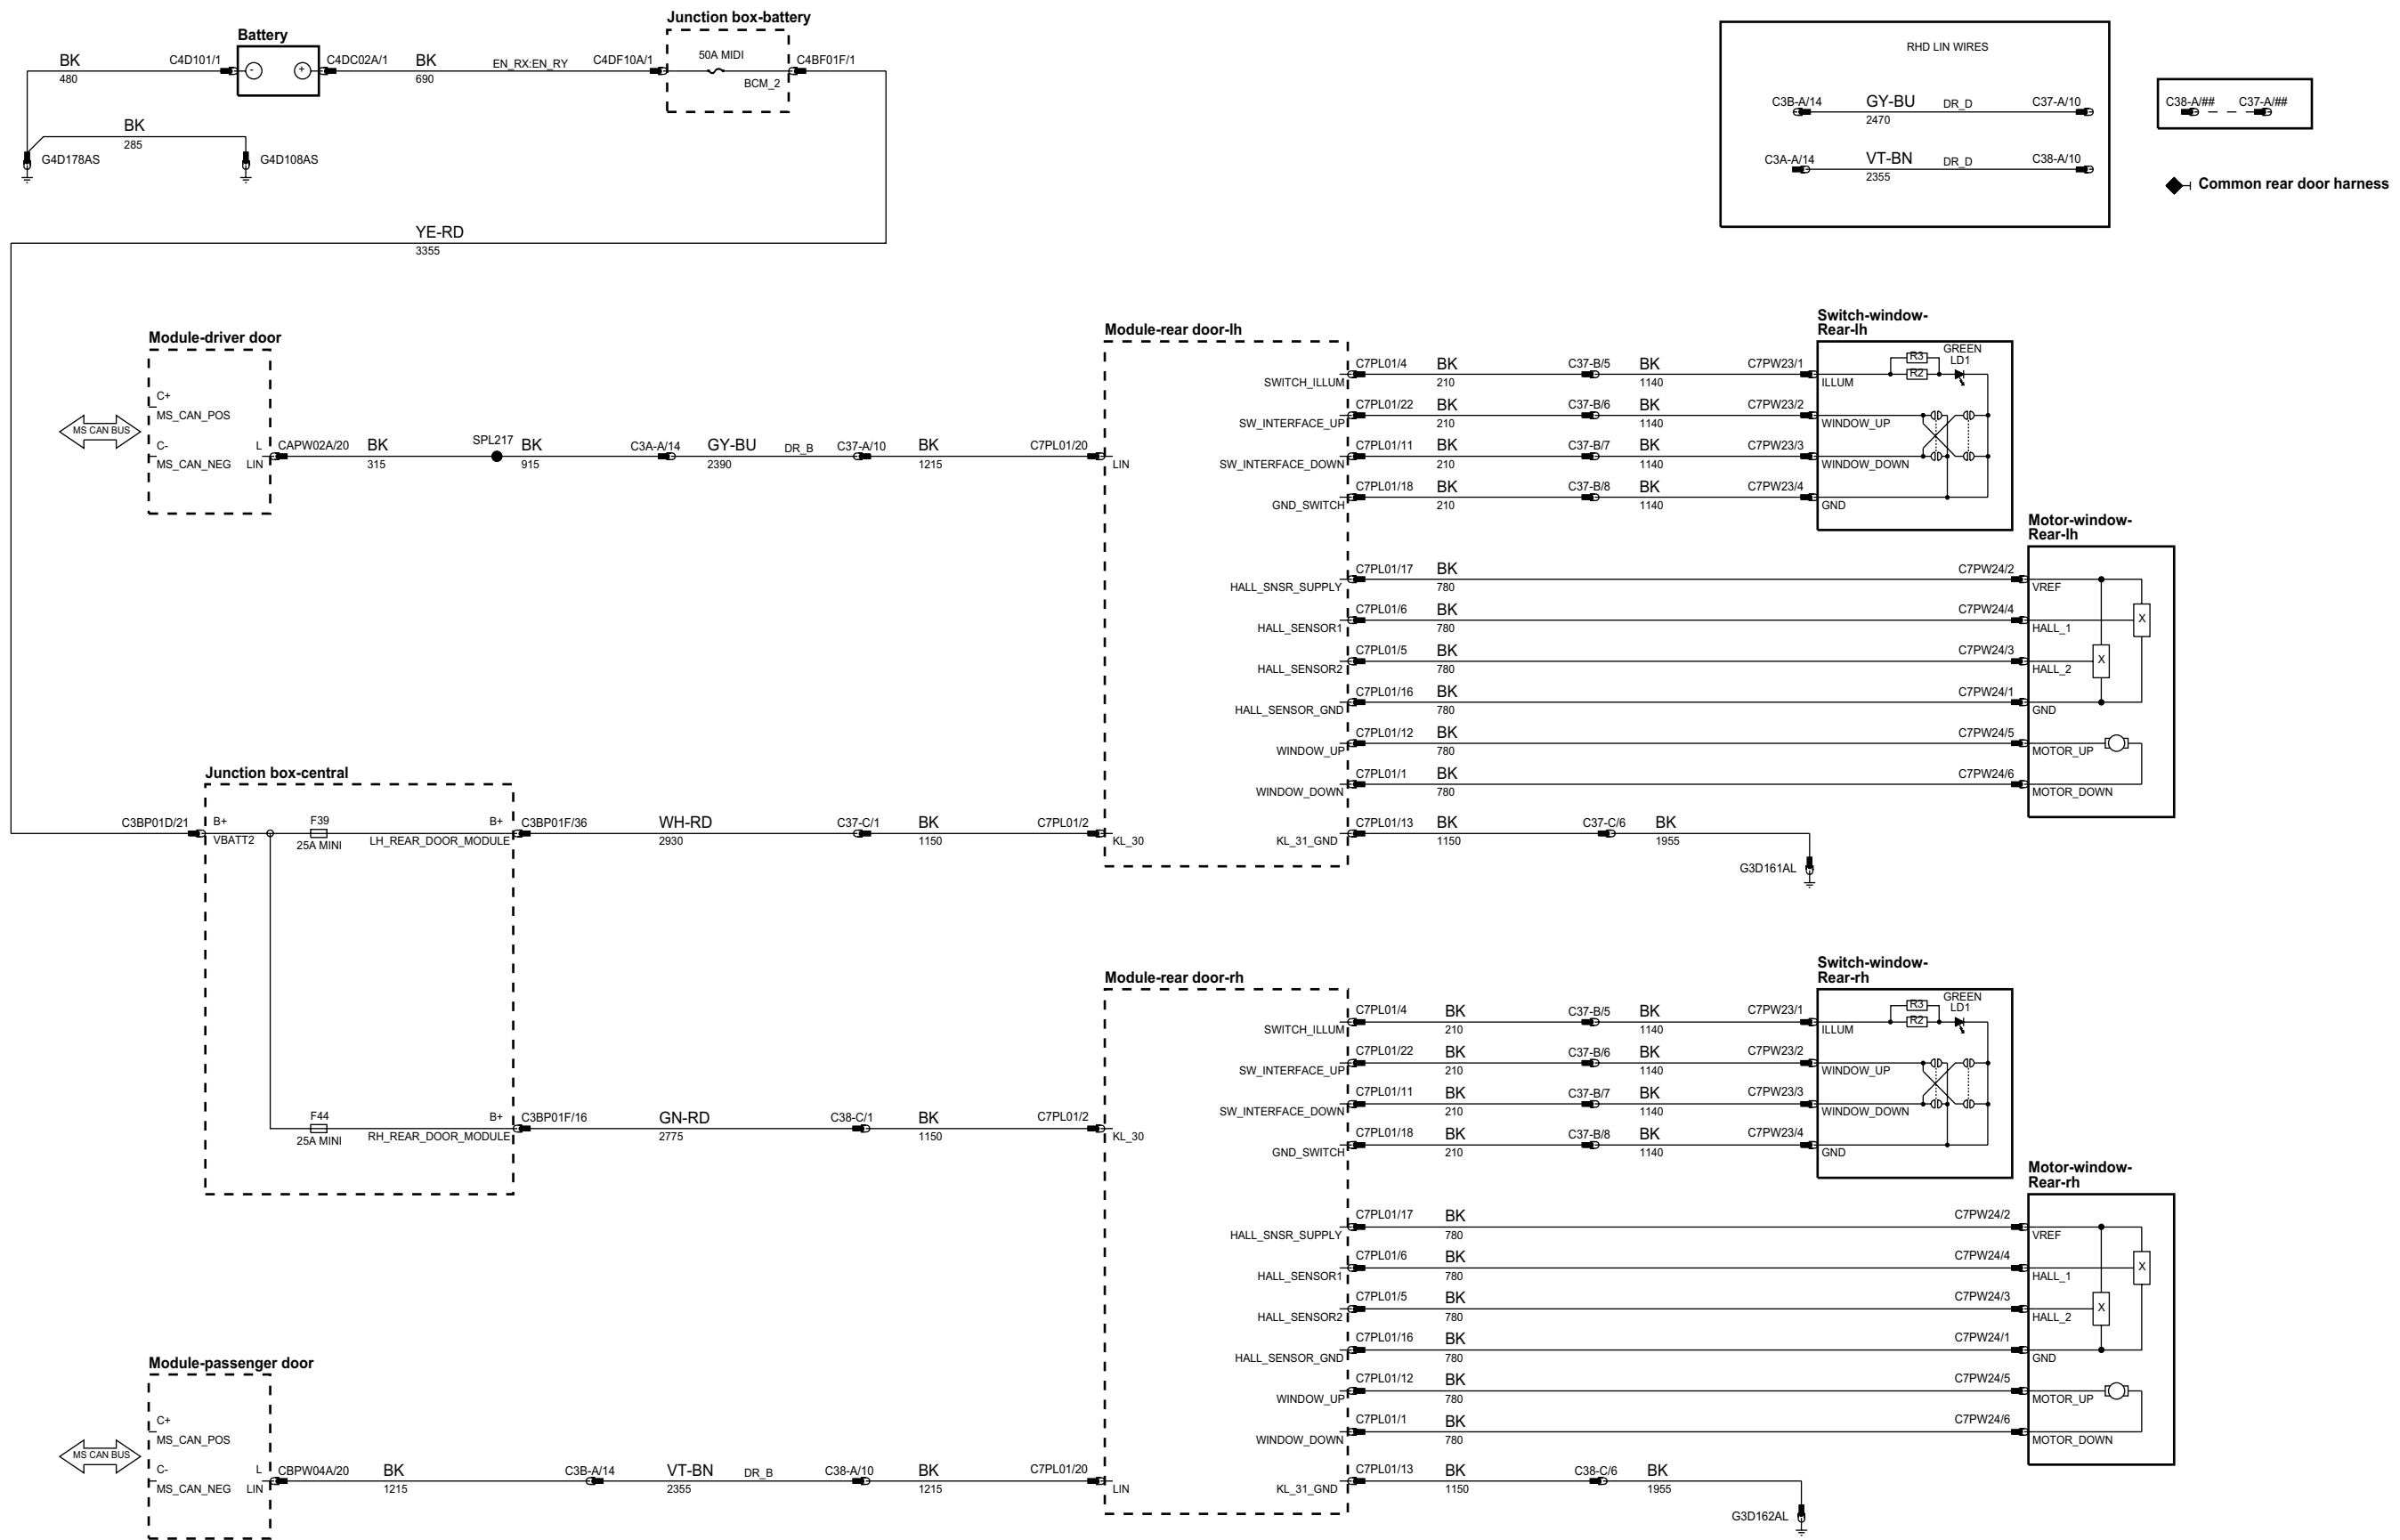 Junction box-battery
Battery
BK
480
C4D101/1
-
+
C4DC02A/1
BK
690
EN_RX:EN_RY
C4DF10A/1
50A MIDI
BCM_2
C4BF01F/1
BK
285
G4D178AS
G4D108AS
YE-RD
3355
RHD LIN WIRES
C3B-A/14
GY-BU
2470
DR_D
C37-A/10
C3A-A/14
VT-BN
2355
DR_D
C38-A/10
C38-A/##
C37-A/##
Common rear door harness
Module-driver door
C+
MS_CAN_POS
MS CAN BUS
C-
MS_CAN_NEG
L
LIN
CAPW02A/20
BK
315
SPL217
BK
915
C3A-A/14
GY-BU
2390
DR_B
C37-A/10
BK
1215
C7PL01/20
LIN
Module-rear door-lh
SWITCH_ILLUM
C7PL01/4
BK
210
C37-B/5
BK
1140
C7PW23/1
ILLUM
SW_INTERFACE_UP
C7PL01/22
BK
210
C37-B/6
BK
1140
C7PW23/2
WINDOW_UP
SW_INTERFACE_DOWN
C7PL01/11
BK
210
C37-B/7
BK
1140
C7PW23/3
WINDOW_DOWN
GND_SWITCH
C7PL01/18
BK
210
C37-B/8
BK
1140
C7PW23/4
GND
Switch-window-
Rear-lh
R3
R2
GREEN
LD1
Motor-window-
Rear-lh
HALL_SNSR_SUPPLY
C7PL01/17
BK
780
C7PW24/2
VREF
HALL_SENSOR1
C7PL01/6
BK
780
C7PW24/4
HALL_1
X
HALL_SENSOR2
C7PL01/5
BK
780
C7PW24/3
HALL_2
X
HALL_SENSOR_GND
C7PL01/16
BK
780
C7PW24/1
GND
WINDOW_UP
C7PL01/12
BK
780
C7PW24/5
MOTOR_UP
WINDOW_DOWN
C7PL01/1
BK
780
C7PW24/6
MOTOR_DOWN
KL_31_GND
C7PL01/13
BK
1150
C37-C/6
BK
1955
G3D161AL
Junction box-central
C3BP01D/21
B+
VBATT2
F39
25A MINI
B+
LH_REAR_DOOR_MODULE
C3BP01F/36
WH-RD
2930
C37-C/1
BK
1150
C7PL01/2
KL_30
F44
25A MINI
B+
RH_REAR_DOOR_MODULE
C3BP01F/16
GN-RD
2775
C38-C/1
BK
1150
C7PL01/2
KL_30
Module-rear door-rh
SWITCH_ILLUM
C7PL01/4
BK
210
C37-B/5
BK
1140
C7PW23/1
ILLUM
SW_INTERFACE_UP
C7PL01/22
BK
210
C37-B/6
BK
1140
C7PW23/2
WINDOW_UP
SW_INTERFACE_DOWN
C7PL01/11
BK
210
C37-B/7
BK
1140
C7PW23/3
WINDOW_DOWN
GND_SWITCH
C7PL01/18
BK
210
C37-B/8
BK
1140
C7PW23/4
GND
Switch-window-
Rear-rh
R3
R2
GREEN
LD1
Motor-window-
Rear-rh
HALL_SNSR_SUPPLY
C7PL01/17
BK
780
C7PW24/2
VREF
HALL_SENSOR1
C7PL01/6
BK
780
C7PW24/4
HALL_1
X
HALL_SENSOR2
C7PL01/5
BK
780
C7PW24/3
HALL_2
X
HALL_SENSOR_GND
C7PL01/16
BK
780
C7PW24/1
GND
WINDOW_UP
C7PL01/12
BK
780
C7PW24/5
MOTOR_UP
WINDOW_DOWN
C7PL01/1
BK
780
C7PW24/6
MOTOR_DOWN
KL_31_GND
C7PL01/13
BK
1150
C38-C/6
BK
1955
G3D162AL
Module-passenger door
C+
MS_CAN_POS
MS CAN BUS
C-
MS_CAN_NEG
L
LIN
CBPW04A/20
BK
1215
C3B-A/14
VT-BN
2355
DR_B
C38-A/10
BK
1215
C7PL01/20
LIN